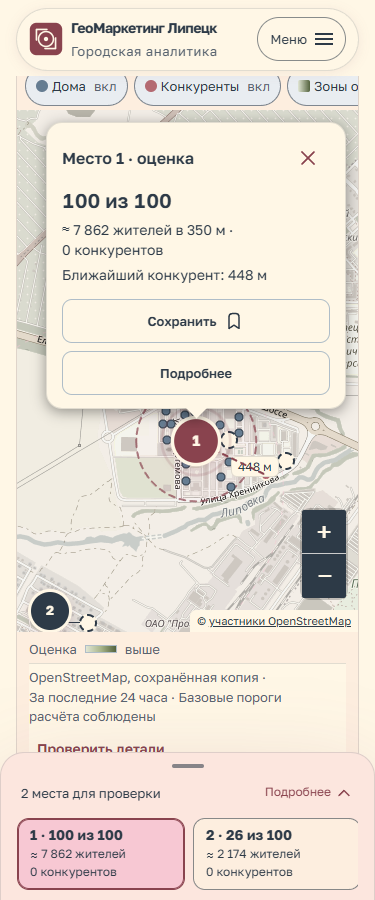 ГеоМаркетинг Липецк
Городская аналитика
Меню
Дома вкл
Конкуренты вкл
Зоны о
Место 1 · оценка
100 из 100
≈ 7 862 жителей в 350 м ·
0 конкурентов
Ближайший конкурент: 448 м
Сохранить
Подробнее
1
448 м
улица Хренникова
Липовка
+
−
2
ОАО "Про
© участники OpenStreetMap
Оценка выше
OpenStreetMap, сохранённая копия ·
За последние 24 часа · Базовые пороги
расчёта соблюдены
Проверить детали
2 места для проверки
Подробнее
1 · 100 из 100
≈ 7 862 жителей
0 конкурентов
2 · 26 из 100
≈ 2 174 жителей
0 конкурентов